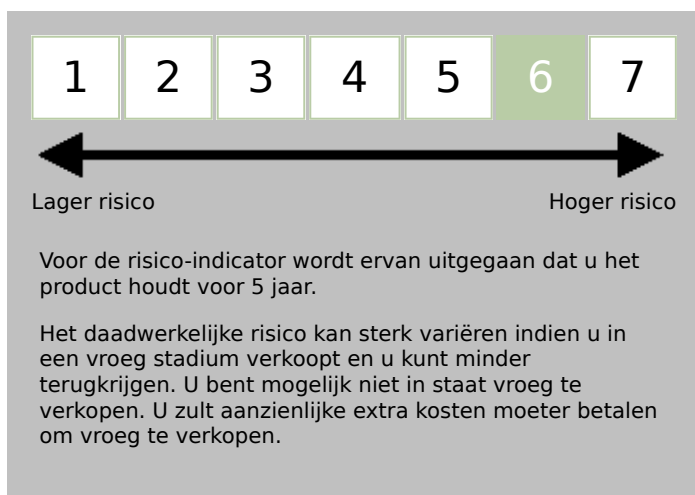 1 2 3 4 5 6 7
Lager risico Hoger risico
Voor de risico-indicator wordt ervan uitgegaan dat u het
product houdt voor 5 jaar.
Het daadwerkelijke risico kan sterk variëren indien u in
een vroeg stadium verkoopt en u kunt minder
terugkrijgen. U bent mogelijk niet in staat vroeg te
verkopen. U zult aanzienlijke extra kosten moeter betalen
om vroeg te verkopen.